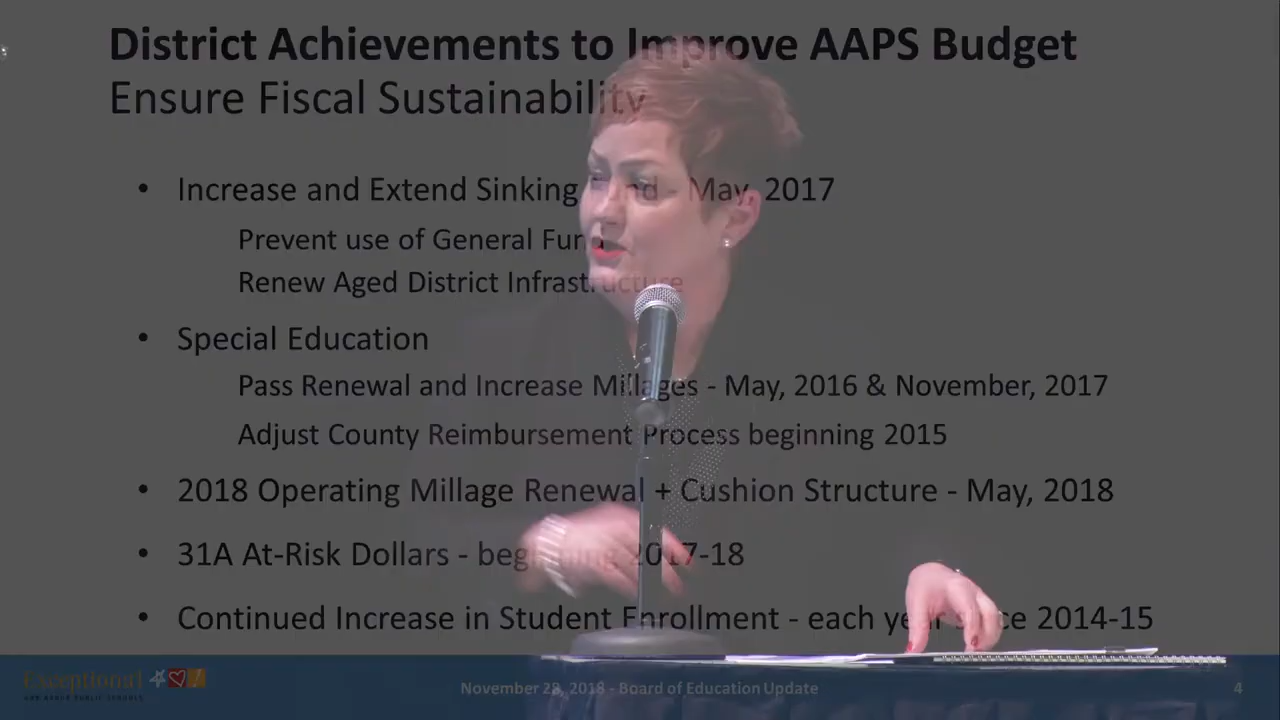 District Achievements to Improve AAPS Budget
Ensure Fiscal Sustainability
• Increase and Extend Sinking Fund - May, 2017
Prevent use of General Fund
Renew Aged District Infrastructure
• Special Education
Pass Renewal and Increase Millages - May, 2016 & November, 2017
Adjust County Reimbursement Process beginning 2015
• 2018 Operating Millage Renewal + Cushion Structure - May, 2018
• 31A At-Risk Dollars - beginning 2017-18
• Continued Increase in Student Enrollment - each year since 2014-15
Exceptional
ANN ARBOR PUBLIC SCHOOLS
November 28, 2018 - Board of Education Update
4